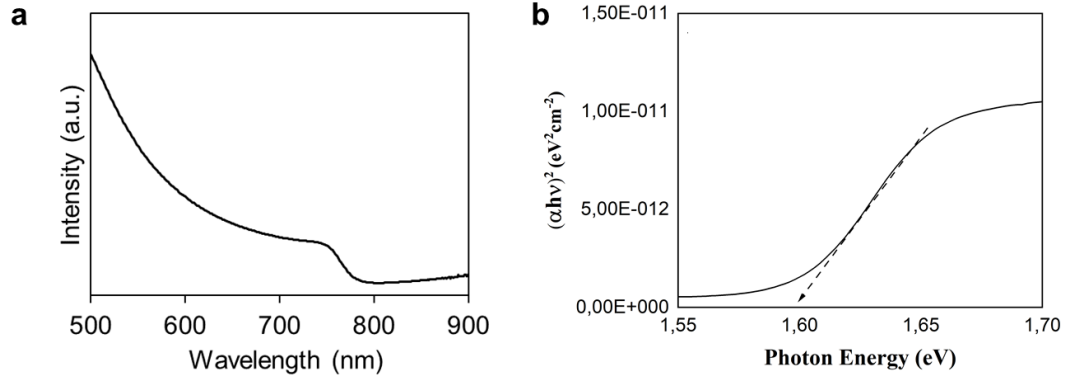 a
Intensity (a.u.)
500 600 700 800 900
Wavelength (nm)
b
(αhν)² (eV²cm⁻²)
1,50E-011
1,00E-011
5,00E-012
0,00E+000
1,55 1,60 1,65 1,70
Photon Energy (eV)